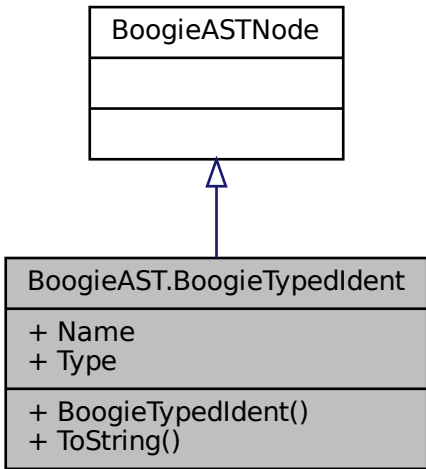 BoogieASTNode
BoogieAST.BoogieTypedIdent
+ Name
+ Type
+ BoogieTypedIdent()
+ ToString()